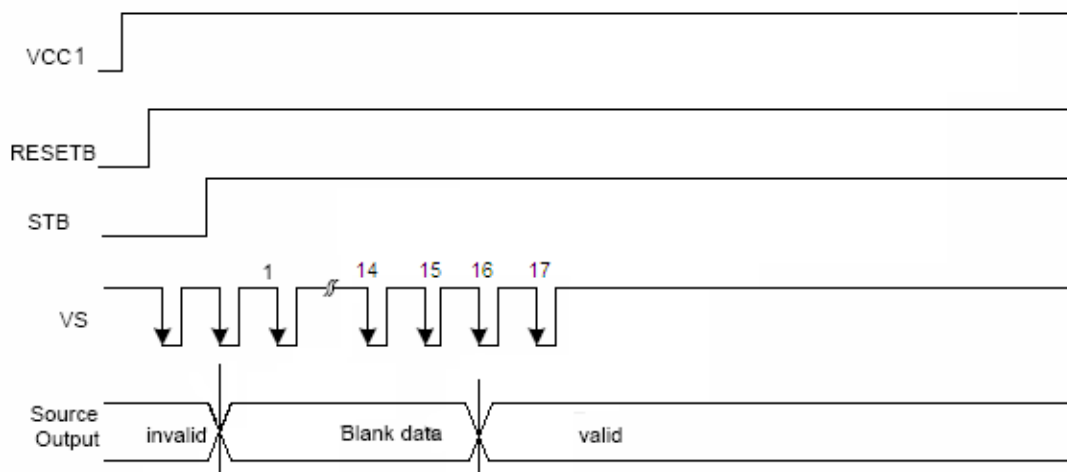 VCC1
RESETB
STB
1 14 15 16 17
VS
Source
Output
invalid Blank data valid